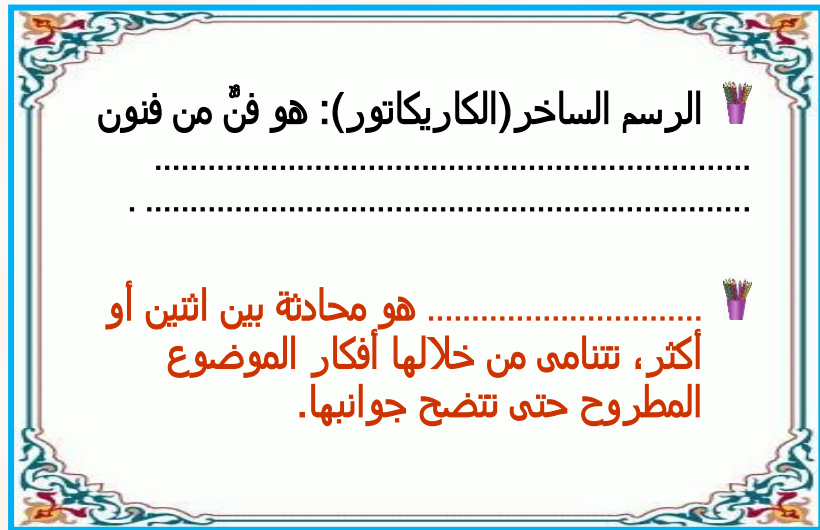 الرسم الساخر(الكاريكاتور): هو فنٌّ من فنون
...................................................................
.................................................................... .
............................... هو محادثة بين اثنين أو
أكثر، تتنامى من خلالها أفكار الموضوع
المطروح حتى تتضح جوانبها.